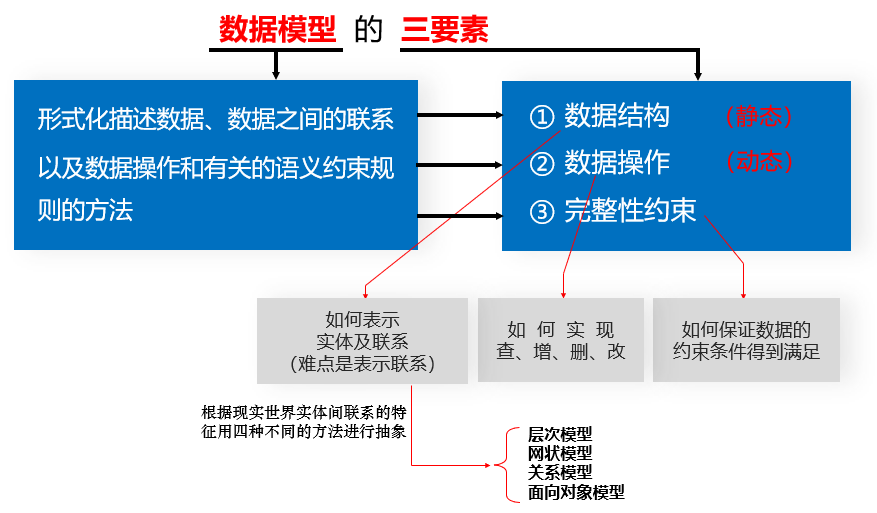 数据模型 的 三要素
形式化描述数据、数据之间的联系
以及数据操作和有关的语义约束规
则的方法
① 数据结构 （静态）
② 数据操作 （动态）
③ 完整性约束
如何表示
实体及联系
（难点是表示联系）
如 何 实 现
查、增、删、改
如何保证数据的
约束条件得到满足
根据现实世界实体间联系的特
征用四种不同的方法进行抽象
层次模型
网状模型
关系模型
面向对象模型